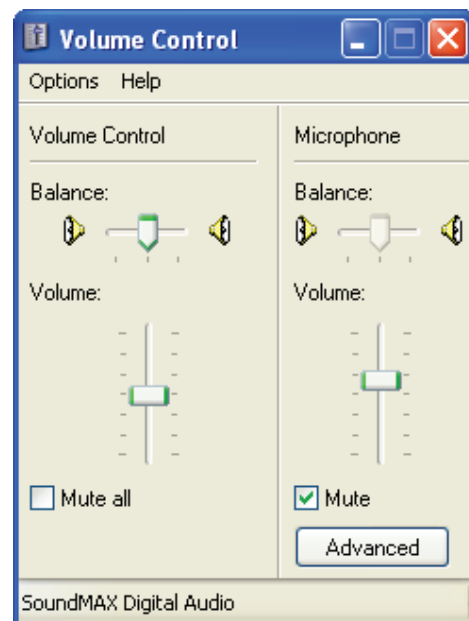 Volume Control
Options Help
Volume Control
Balance:
Volume:
Mute all
Microphone
Balance:
Volume:
Mute
Advanced
SoundMAX Digital Audio